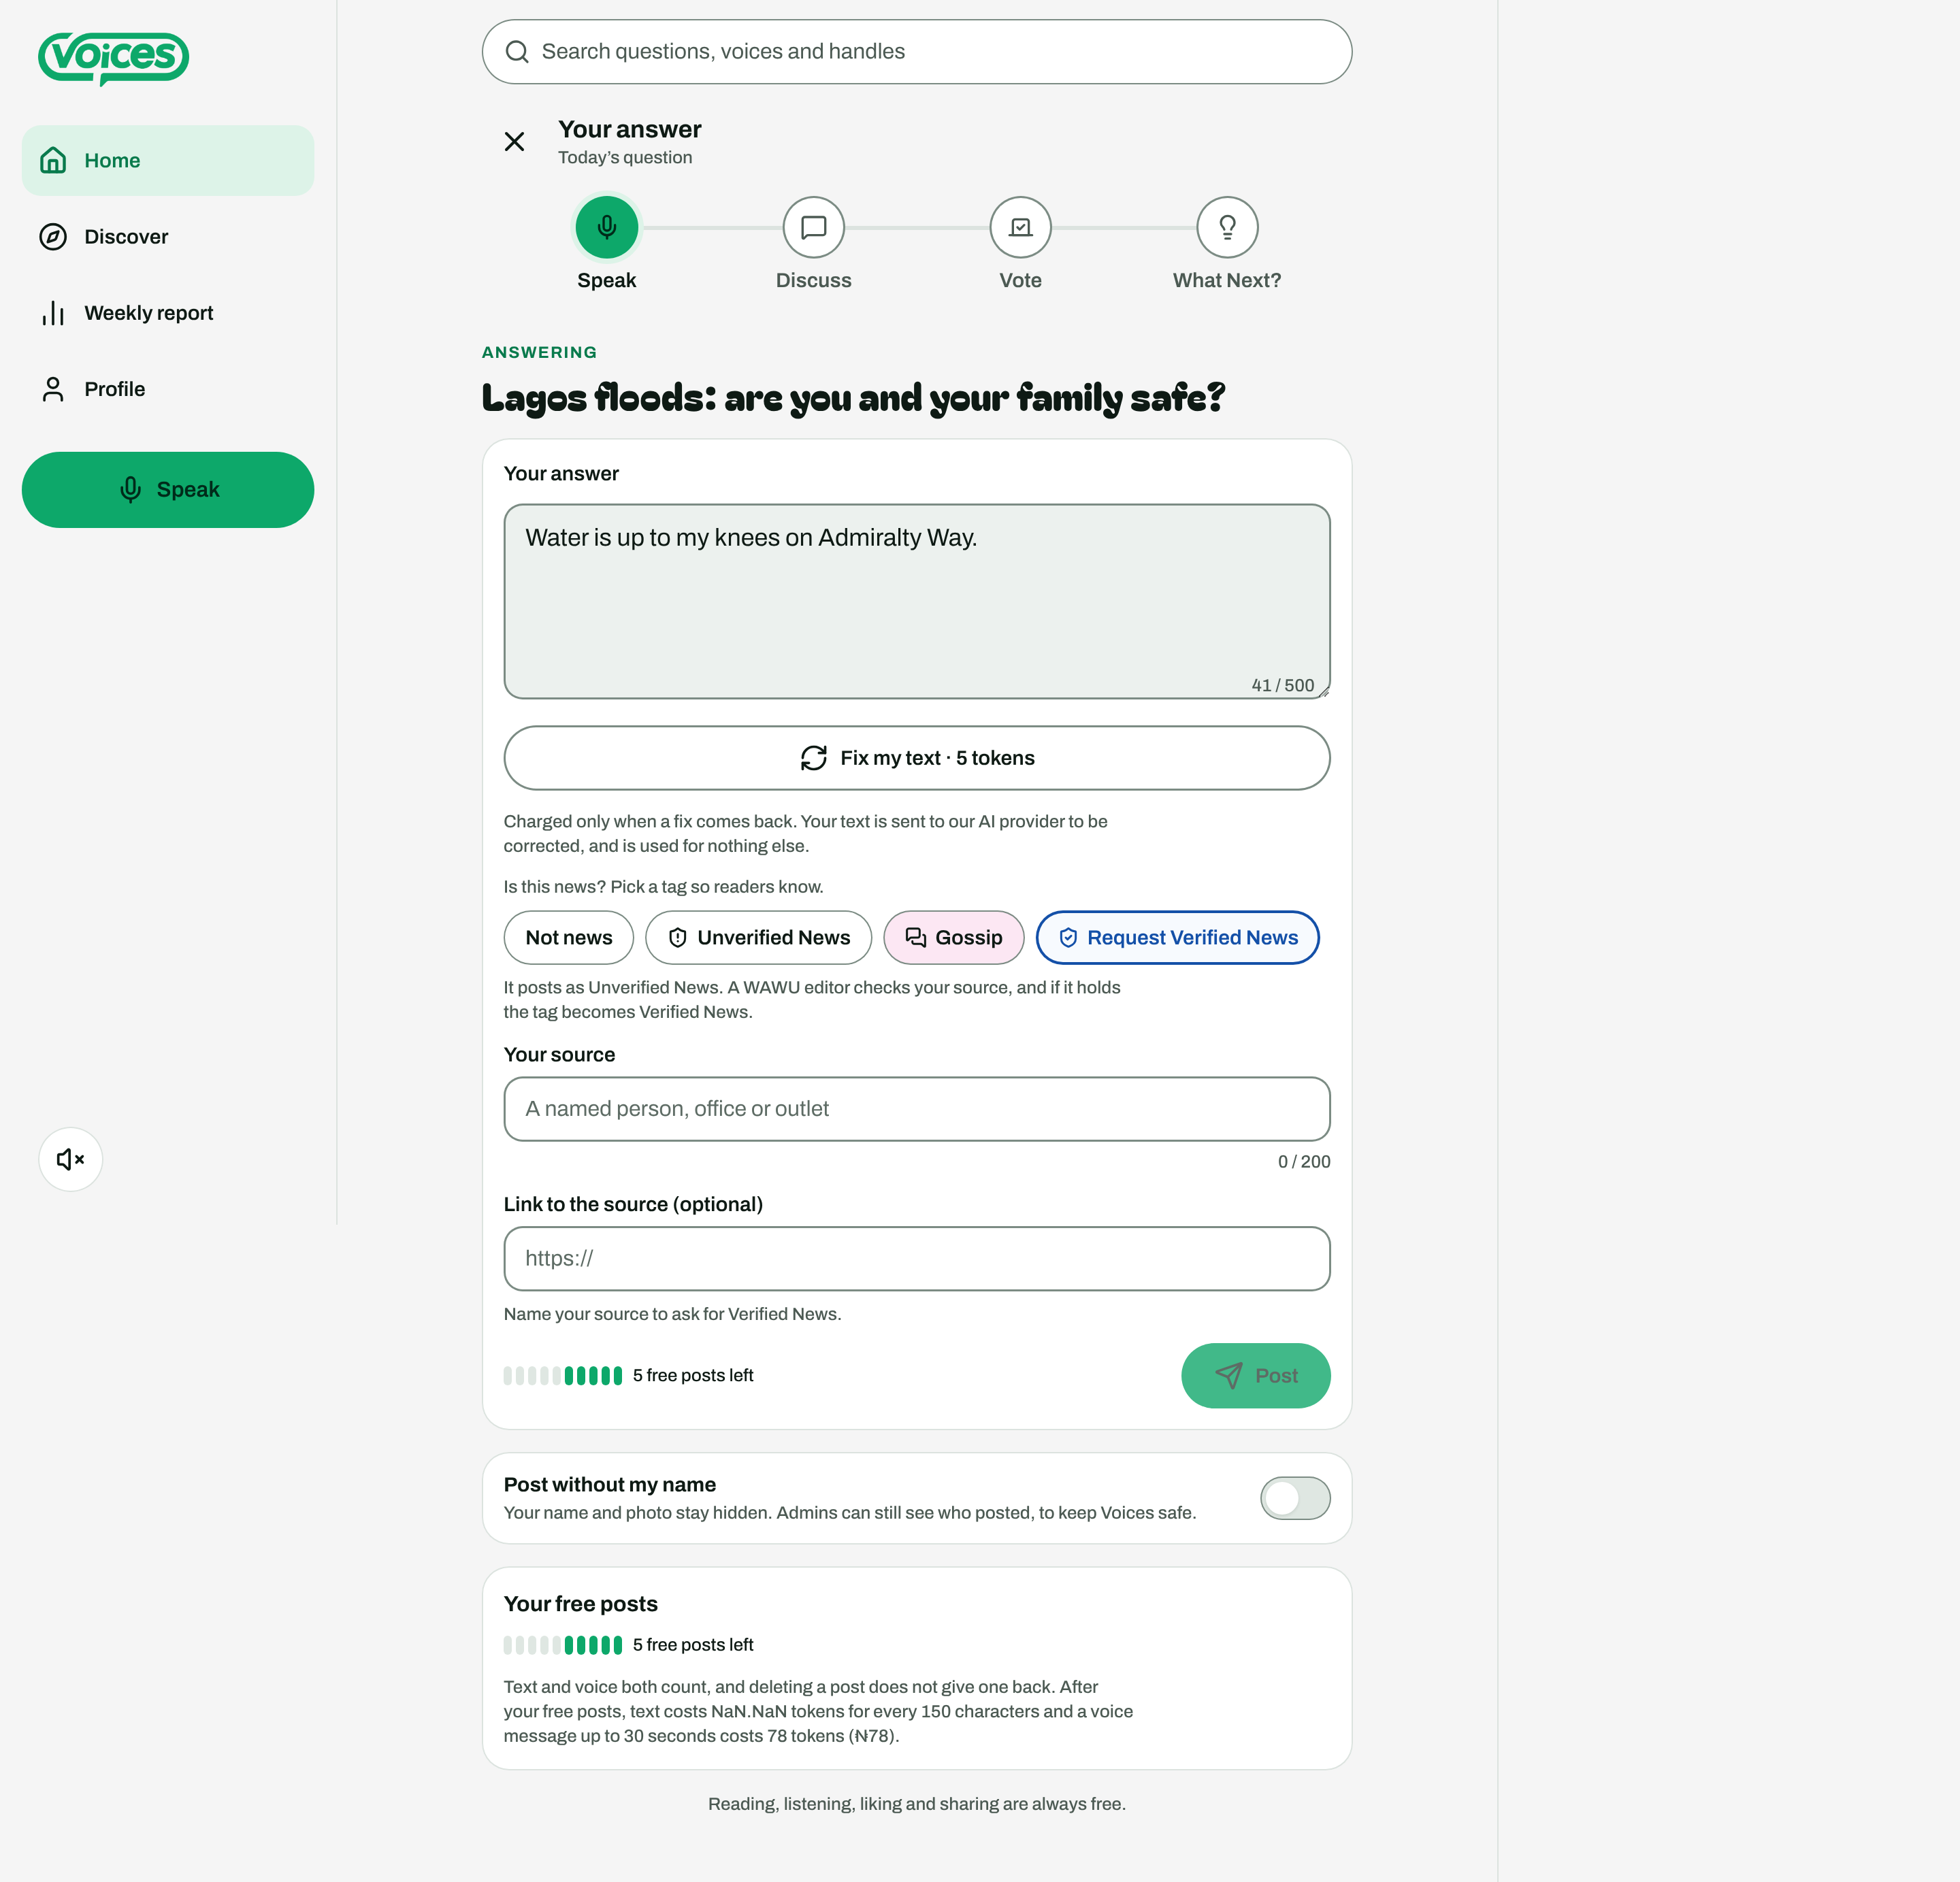 Voices
Search questions, voices and handles
Home
Discover
Weekly report
Profile
Speak
Your answer
Today’s question
Speak
Discuss
Vote
What Next?
ANSWERING
Lagos floods: are you and your family safe?
Your answer
Water is up to my knees on Admiralty Way.
41 / 500
Fix my text · 5 tokens
Charged only when a fix comes back. Your text is sent to our AI provider to be
corrected, and is used for nothing else.
Is this news? Pick a tag so readers know.
Not news
Unverified News
Gossip
Request Verified News
It posts as Unverified News. A WAWU editor checks your source, and if it holds
the tag becomes Verified News.
Your source
A named person, office or outlet
0 / 200
Link to the source (optional)
https://
Name your source to ask for Verified News.
5 free posts left
Post
Post without my name
Your name and photo stay hidden. Admins can still see who posted, to keep Voices safe.
Your free posts
5 free posts left
Text and voice both count, and deleting a post does not give one back. After
your free posts, text costs NaN.NaN tokens for every 150 characters and a voice
message up to 30 seconds costs 78 tokens (₦78).
Reading, listening, liking and sharing are always free.